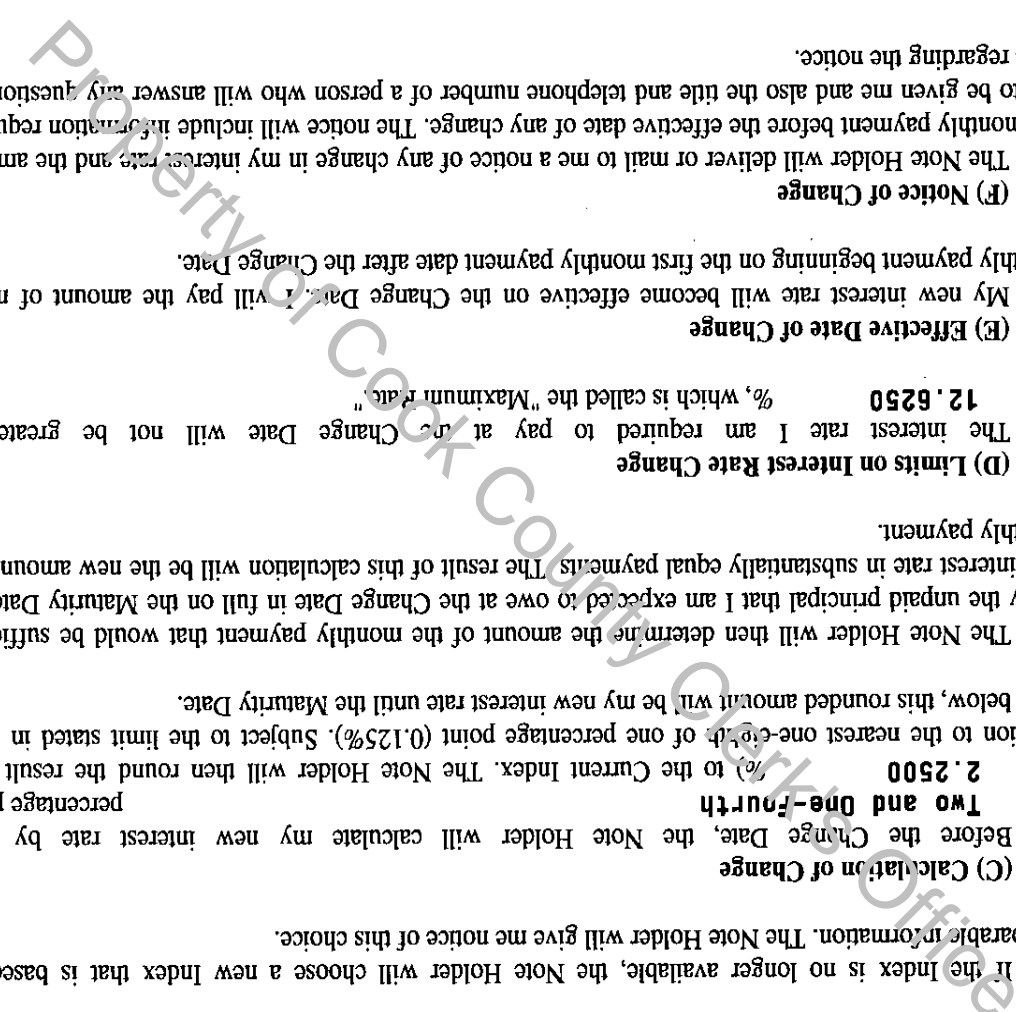 If the Index is no longer available, the Note Holder will choose a new Index that is based
parable information. The Note Holder will give me notice of this choice.
(C) Calculation of Change
Before the Change Date, the Note Holder will calculate my new interest rate by
Two and One-Fourth percentage p
2.2500 %) to the Current Index. The Note Holder will then round the result
ion to the nearest one-eighth of one percentage point (0.125%). Subject to the limit stated in
below, this rounded amount will be my new interest rate until the Maturity Date.
The Note Holder will then determine the amount of the monthly payment that would be suffic
y the unpaid principal that I am expected to owe at the Change Date in full on the Maturity Date
interest rate in substantially equal payments. The result of this calculation will be the new amoun
thly payment.
(D) Limits on Interest Rate Change
The interest rate I am required to pay at the Change Date will not be greater
12.6250 %, which is called the "Maximum Rate."
(E) Effective Date of Change
My new interest rate will become effective on the Change Date. I will pay the amount of m
thly payment beginning on the first monthly payment date after the Change Date.
(F) Notice of Change
The Note Holder will deliver or mail to me a notice of any change in my interest rate and the am
monthly payment before the effective date of any change. The notice will include information requ
to be given me and also the title and telephone number of a person who will answer any question
regarding the notice.
Property of Cook County Clerk's Office